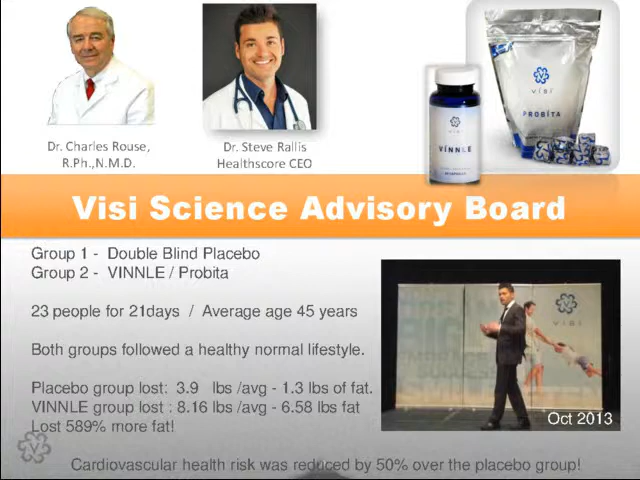 Dr. Charles Rouse,
R.Ph.,N.M.D.
Dr. Steve Rallis
Healthscore CEO
VISI
VINNLE
VISI
PROBITA
Visi Science Advisory Board
Group 1 - Double Blind Placebo
Group 2 - VINNLE / Probita
23 people for 21days / Average age 45 years
Both groups followed a healthy normal lifestyle.
Placebo group lost: 3.9 lbs /avg - 1.3 lbs of fat.
VINNLE group lost : 8.16 lbs /avg - 6.58 lbs fat
Lost 589% more fat!
VISI
Oct 2013
Cardiovascular health risk was reduced by 50% over the placebo group!